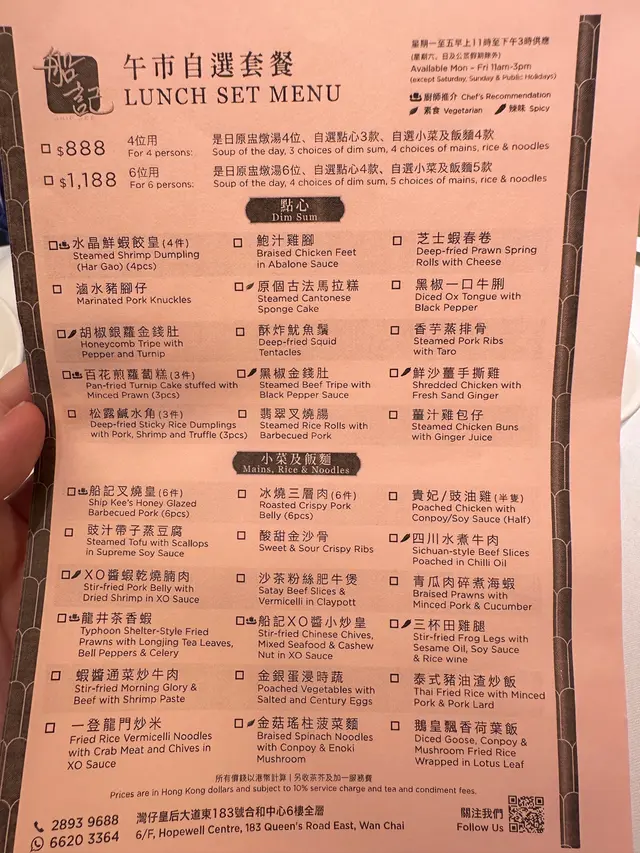 船記
SHIP KEE
午市自選套餐
LUNCH SET MENU
星期一至五早上11時至下午3時供應
(星期六、日及公眾假期除外)
Available Mon – Fri 11am-3pm
(except Saturday, Sunday & Public Holidays)
廚師推介 Chef's Recommendation
素食 Vegetarian 辣味 Spicy
$888
4位用
For 4 persons:
是日原盅燉湯4位、自選點心3款、自選小菜及飯麵4款
Soup of the day, 3 choices of dim sum, 4 choices of mains, rice & noodles
$1,188
6位用
For 6 persons:
是日原盅燉湯6位、自選點心4款、自選小菜及飯麵5款
Soup of the day, 4 choices of dim sum, 5 choices of mains, rice & noodles
點心
Dim Sum
水晶鮮蝦餃皇 (4件)
Steamed Shrimp Dumpling
(Har Gao) (4pcs)
鮑汁雞腳
Braised Chicken Feet
in Abalone Sauce
芝士蝦春卷
Deep-fried Prawn Spring
Rolls with Cheese
滷水豬腳仔
Marinated Pork Knuckles
原個古法馬拉糕
Steamed Cantonese
Sponge Cake
黑椒一口牛脷
Diced Ox Tongue with
Black Pepper
胡椒銀蘿金錢肚
Honeycomb Tripe with
Pepper and Turnip
酥炸魷魚鬚
Deep-fried Squid
Tentacles
香芋蒸排骨
Steamed Pork Ribs
with Taro
百花煎蘿蔔糕 (3件)
Pan-fried Turnip Cake stuffed with
Minced Prawn (3pcs)
黑椒金錢肚
Steamed Beef Tripe with
Black Pepper Sauce
鮮沙薑手撕雞
Shredded Chicken with
Fresh Sand Ginger
松露鹹水角 (3件)
Deep-fried Sticky Rice Dumplings
with Pork, Shrimp and Truffle (3pcs)
翡翠叉燒腸
Steamed Rice Rolls with
Barbecued Pork
薑汁雞包仔
Steamed Chicken Buns
with Ginger Juice
小菜及飯麵
Mains, Rice & Noodles
船記叉燒皇 (6件)
Ship Kee's Honey Glazed
Barbecued Pork (6pcs)
冰燒三層肉 (6件)
Roasted Crispy Pork
Belly (6pcs)
貴妃/豉油雞 (半隻)
Poached Chicken with
Conpoy/Soy Sauce (Half)
豉汁帶子蒸豆腐
Steamed Tofu with Scallops
in Supreme Soy Sauce
酸甜金沙骨
Sweet & Sour Crispy Ribs
四川水煮牛肉
Sichuan-style Beef Slices
Poached in Chilli Oil
XO醬蝦乾燒腩肉
Stir-fried Pork Belly with
Dried Shrimp in XO Sauce
沙茶粉絲肥牛煲
Satay Beef Slices &
Vermicelli in Claypott
青瓜肉碎煮海蝦
Braised Prawns with
Minced Pork & Cucumber
龍井茶香蝦
Typhoon Shelter-Style Fried
Prawns with Longjing Tea Leaves,
Bell Peppers & Celery
船記XO醬小炒皇
Stir-fried Chinese Chives,
Mixed Seafood & Cashew
Nut in XO Sauce
三杯田雞腿
Stir-fried Frog Legs with
Sesame Oil, Soy Sauce
& Rice wine
蝦醬通菜炒牛肉
Stir-fried Morning Glory &
Beef with Shrimp Paste
金銀蛋浸時蔬
Poached Vegetables with
Salted and Century Eggs
泰式豬油渣炒飯
Thai Fried Rice with Minced
Pork & Pork Lard
一登龍門炒米
Fried Rice Vermicelli Noodles
with Crab Meat and Chives in
XO Sauce
金菇瑤柱菠菜麵
Braised Spinach Noodles
with Conpoy & Enoki
Mushroom
鵝皇飄香荷葉飯
Diced Goose, Conpoy &
Mushroom Fried Rice
Wrapped in Lotus Leaf
所有價錢以港幣計算 | 另收茶芥及加一服務費
Prices are in Hong Kong dollars and subject to 10% service charge and tea and condiment fees.
2893 9688
6620 3364
灣仔皇后大道東183號合和中心6樓全層
6/F, Hopewell Centre, 183 Queen's Road East, Wan Chai
關注我們
Follow Us